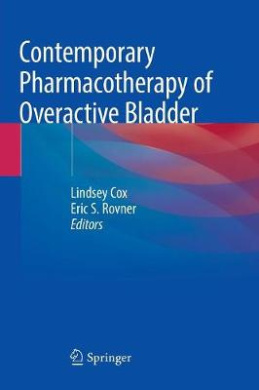 Contemporary
Pharmacotherapy of
Overactive Bladder
Lindsey Cox
Eric S. Rovner
Editors
Springer